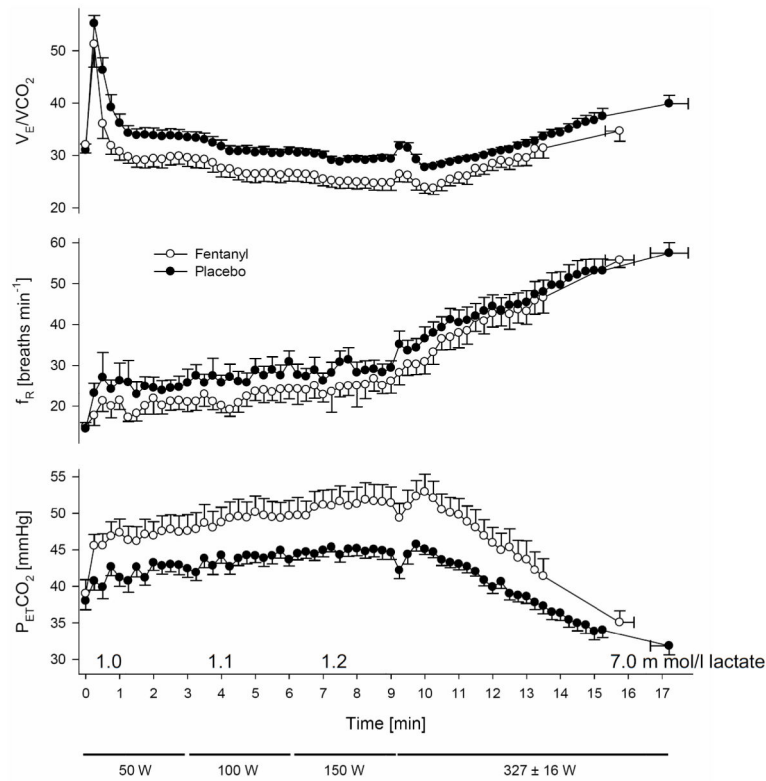 50
40
30
20
VE/VCO2
60
50
40
30
20
fR [breaths min-1]
Fentanyl
Placebo
55
50
45
40
35
30
PETCO2 [mmHg]
1.0 1.1 1.2 7.0 m mol/l lactate
0 1 2 3 4 5 6 7 8 9 10 11 12 13 14 15 16 17
Time [min]
50 W 100 W 150 W 327 ± 16 W